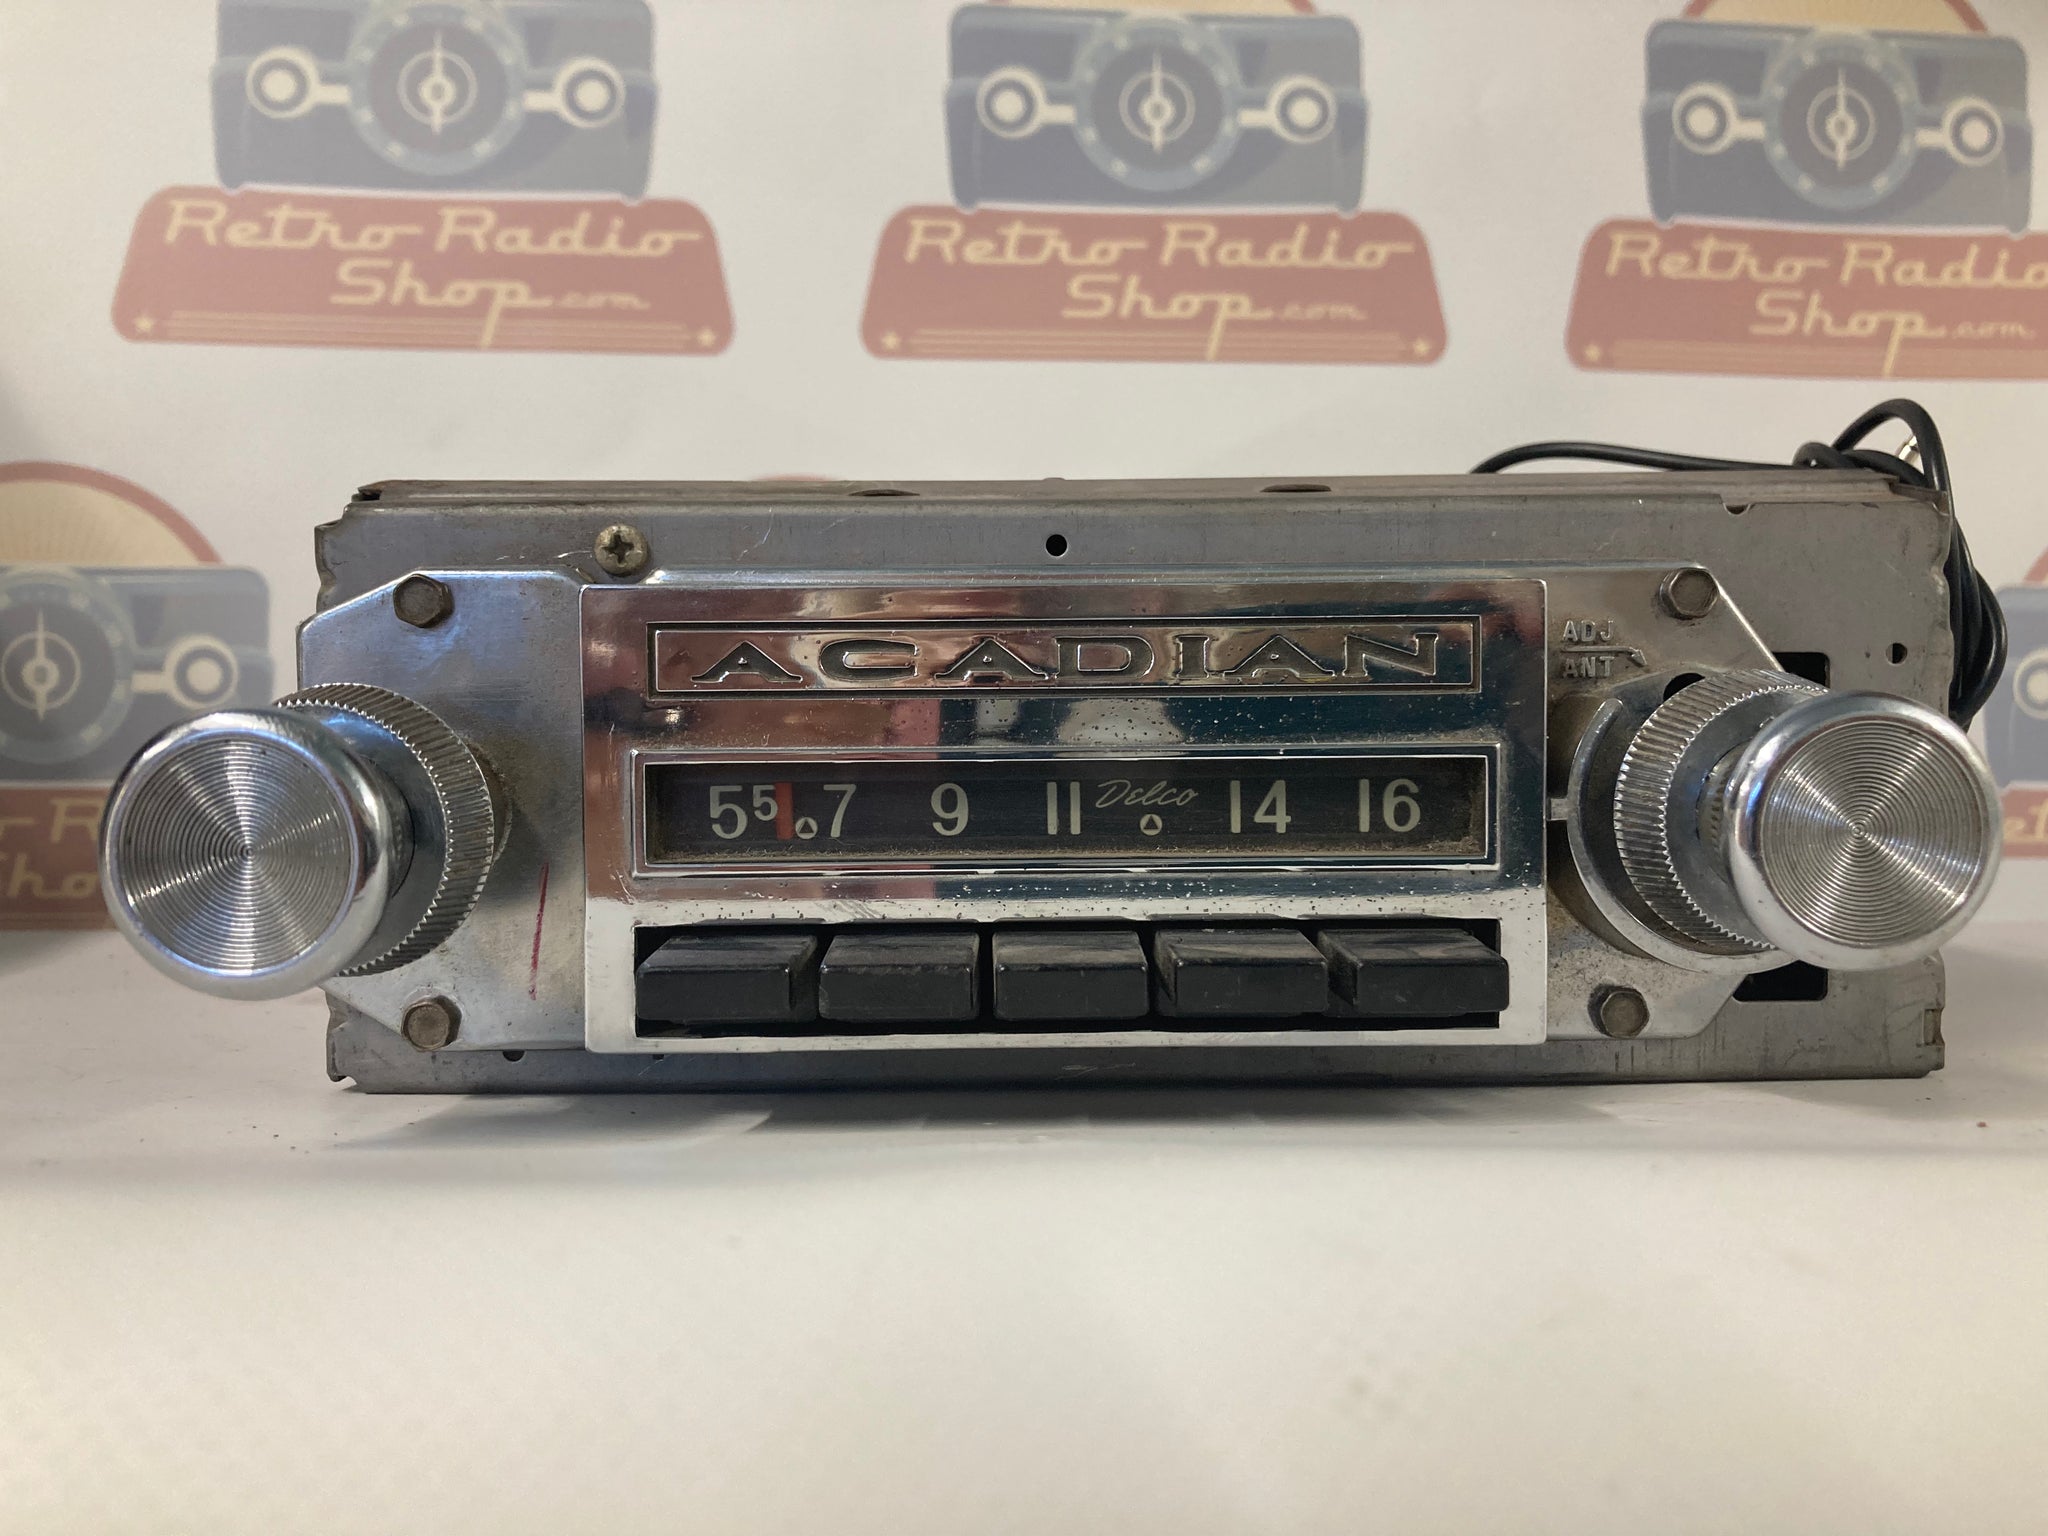 Retro Radio
Shop.com
Retro Radio
Shop.com
Retro Radio
Shop.com
ACADIAN
ADJ
ANT
55 7 9 11 Delco 14 16